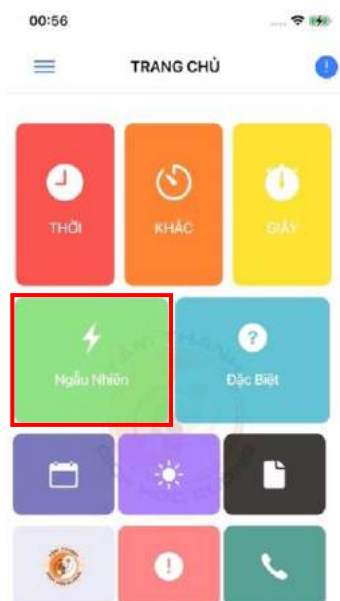 00:56
TRANG CHỦ
THỜI
KHẮC
GIÂY
Ngẫu Nhiên
Đặc Biệt